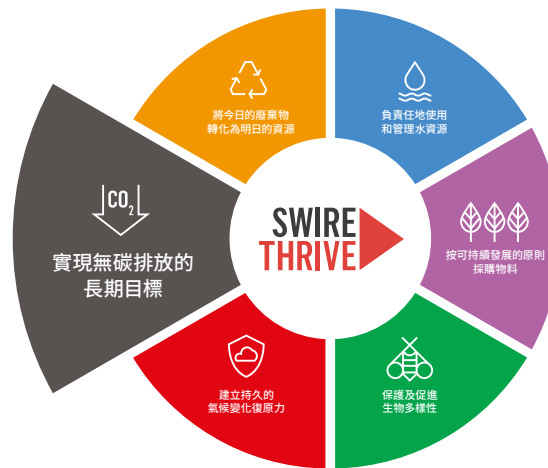 將今日的廢棄物
轉化為明日的資源
負責任地使用
和管理水資源
CO2
實現無碳排放的
長期目標
SWIRE
THRIVE
按可持續發展的原則
採購物料
建立持久的
氣候變化復原力
保護及促進
生物多樣性